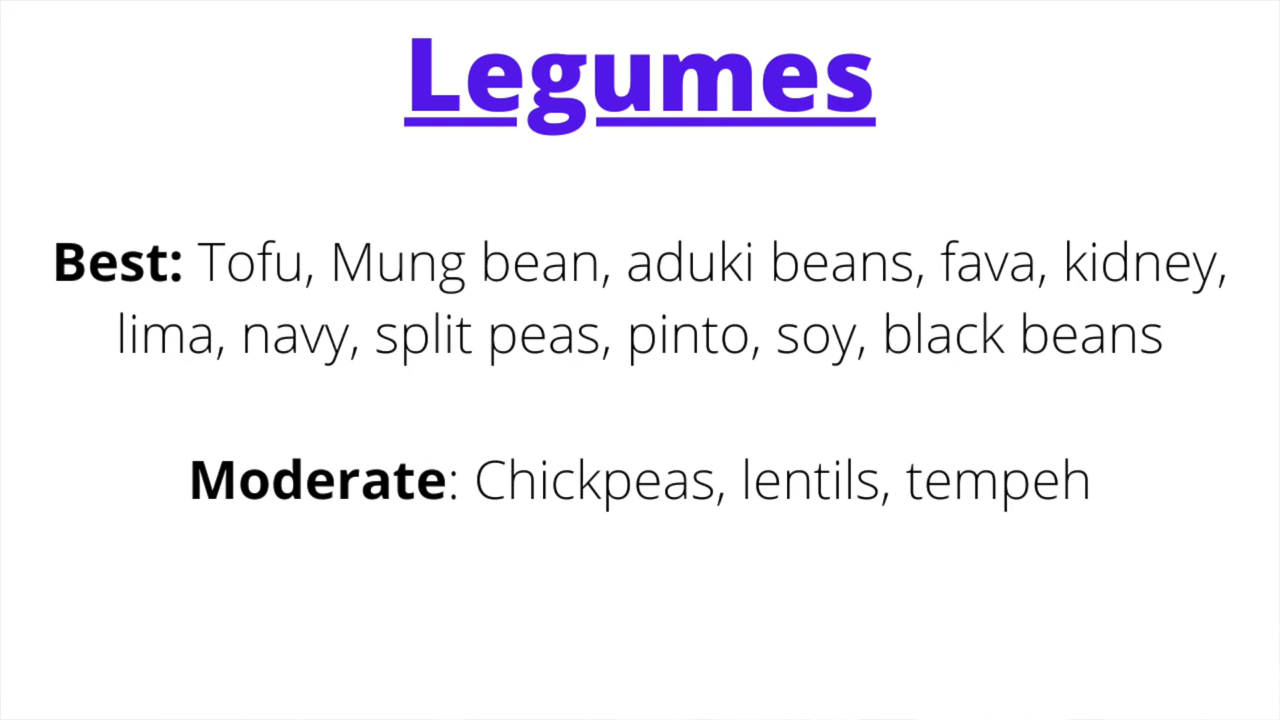 Legumes
Best: Tofu, Mung bean, aduki beans, fava, kidney,
lima, navy, split peas, pinto, soy, black beans
Moderate: Chickpeas, lentils, tempeh